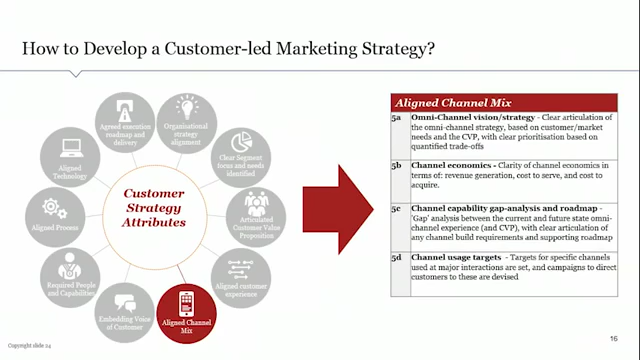 How to Develop a Customer-led Marketing Strategy?
Agreed execution
roadmap and
delivery
Organisational
strategy
alignment
Clear Segment
focus and needs
identified
Articulated
Customer Value
Proposition
Aligned customer
experience
Aligned Channel
Mix
Embedding Voice
of Customer
Required People
and Capabilities
Aligned Process
Aligned
Technology
Customer
Strategy
Attributes
Aligned Channel Mix
5a Omni-Channel vision/strategy - Clear articulation of
the omni-channel strategy, based on customer/market
needs and the CVP, with clear prioritisation based on
quantified trade-offs
5b Channel economics - Clarity of channel economics in
terms of: revenue generation, cost to serve, and cost to
acquire.
5c Channel capability gap-analysis and roadmap -
'Gap' analysis between the current and future state omni-
channel experience (and CVP), with clear articulation of
any channel build requirements and supporting roadmap
5d Channel usage targets - Targets for specific channels
used at major interactions are set, and campaigns to direct
customers to these are devised
Copyright slide 24
16